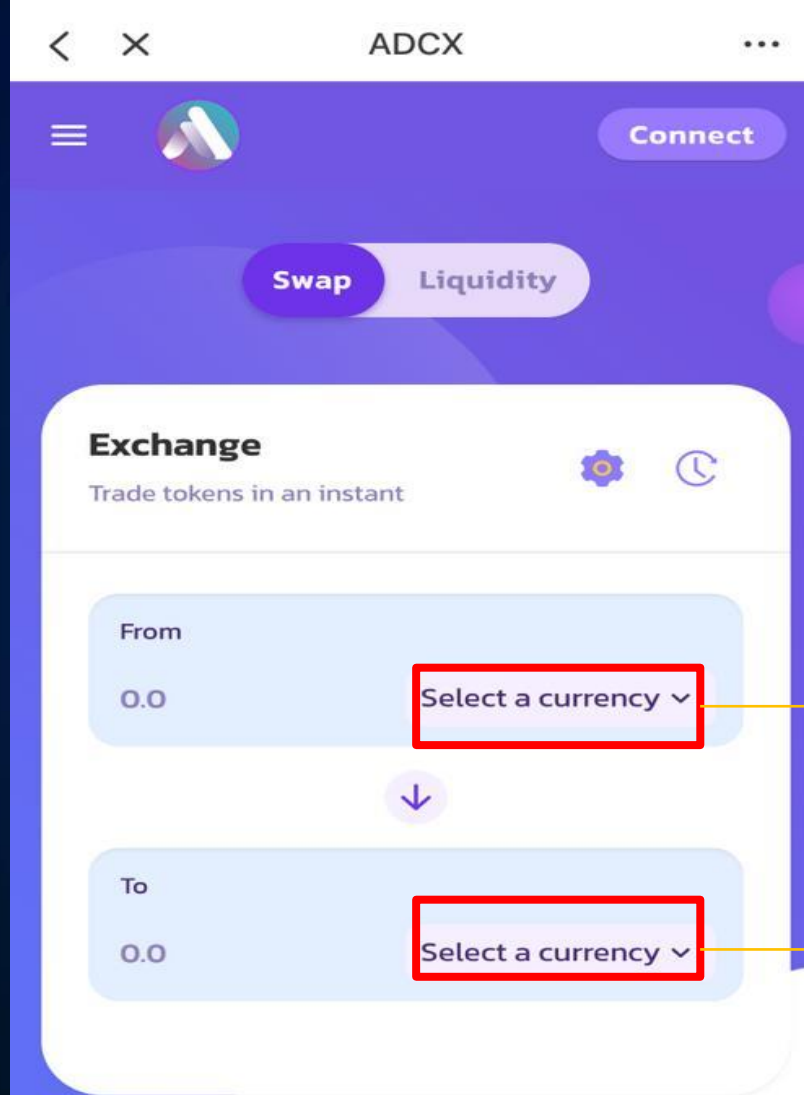 ADCX
Connect
Swap Liquidity
Exchange
Trade tokens in an instant
From
0.0 Select a currency
To
0.0 Select a currency